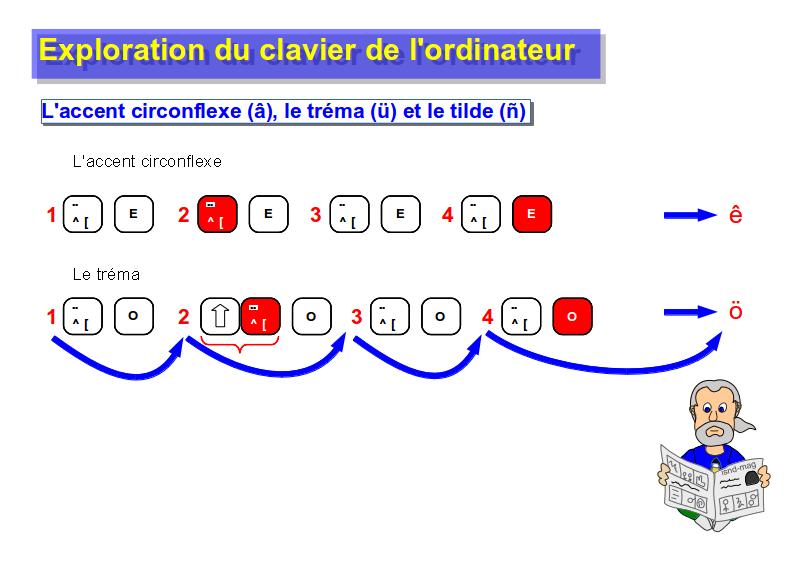 Exploration du clavier de l'ordinateur
L'accent circonflexe (â), le tréma (ü) et le tilde (ñ)
L'accent circonflexe
1 ¨ ^ [ E 2 ¨ ^ [ E 3 ¨ ^ [ E 4 ¨ ^ [ E ê
Le tréma
1 ¨ ^ [ O 2 ¨ ^ [ O 3 ¨ ^ [ O 4 ¨ ^ [ O ö
isnd-mag